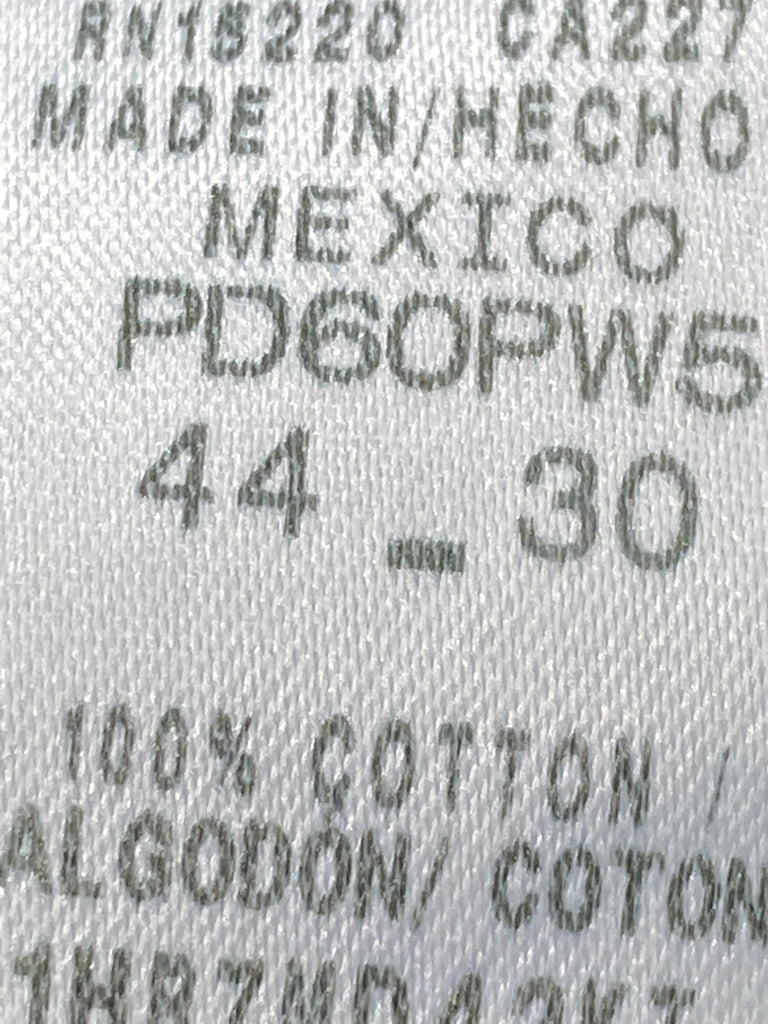 RN18220 CA227
MADE IN/HECHO
MEXICO
PD60PW5
44 _ 30
100% COTTON /
ALGODON/ COTON